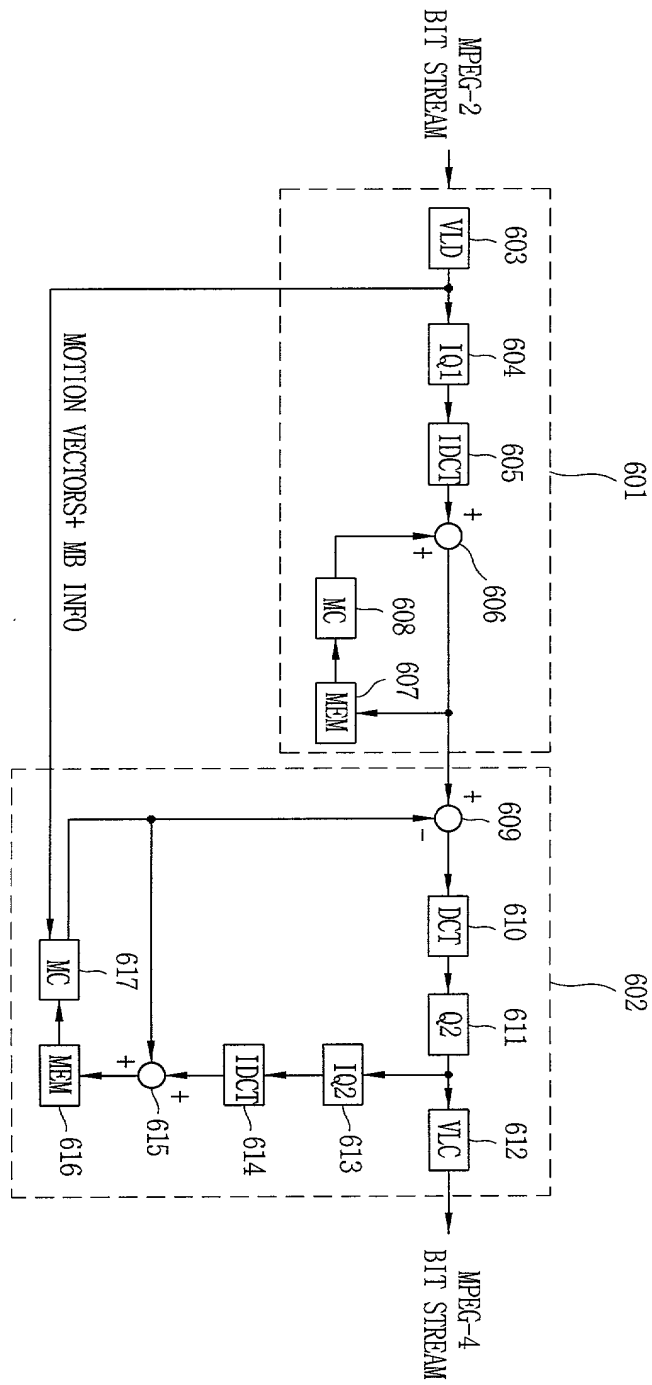 MPEG-2
BIT STREAM
601
603
VLD
604
IQ1
605
IDCT
+
+
606
MC
608
MEM
607
MOTION VECTORS+ MB INFO
602
+
-
609
DCT
610
Q2
611
VLC
612
IQ2
613
IDCT
614
+
+
615
MEM
616
MC
617
MPEG-4
BIT STREAM